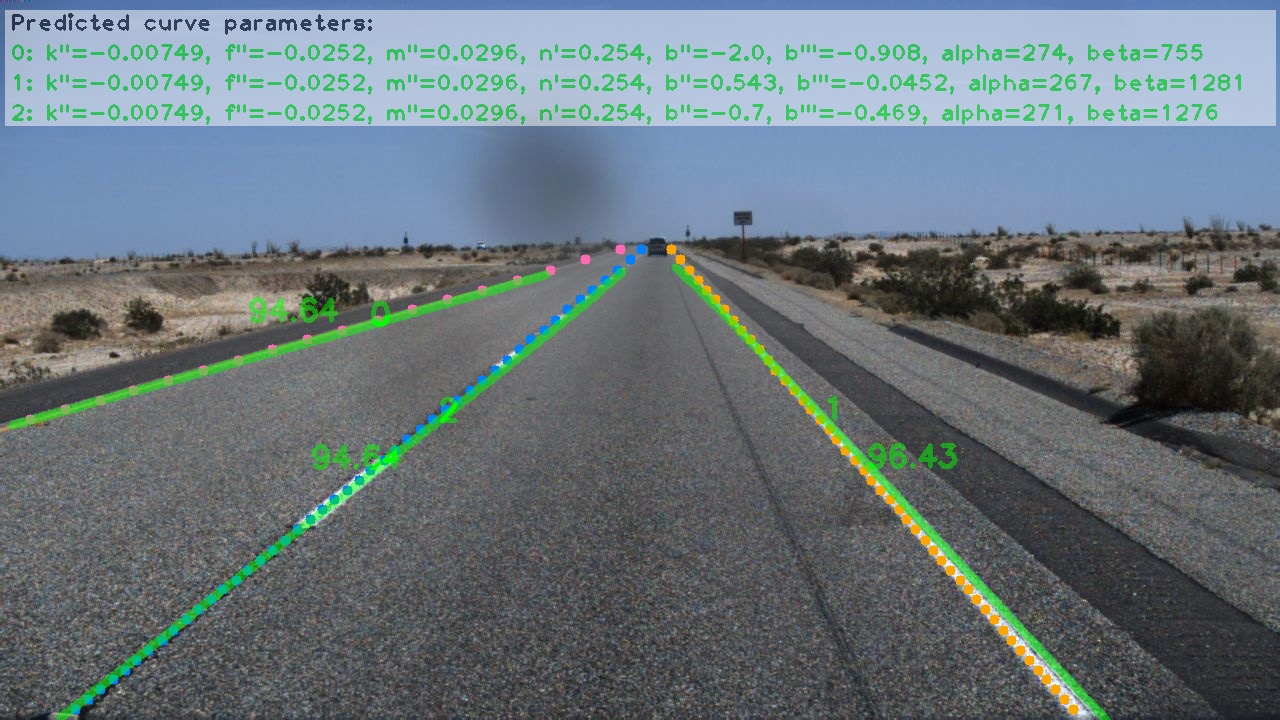 Predicted curve parameters:
0: k''=−0.00749, f''=−0.0252, m''=0.0296, n'=0.254, b''=−2.0, b'''=−0.908, alpha=274, beta=755
1: k''=−0.00749, f''=−0.0252, m''=0.0296, n'=0.254, b''=0.543, b'''=−0.0452, alpha=267, beta=1281
2: k''=−0.00749, f''=−0.0252, m''=0.0296, n'=0.254, b''=−0.7, b'''=−0.469, alpha=271, beta=1276
94.64 0
2 1
94.64 96.43